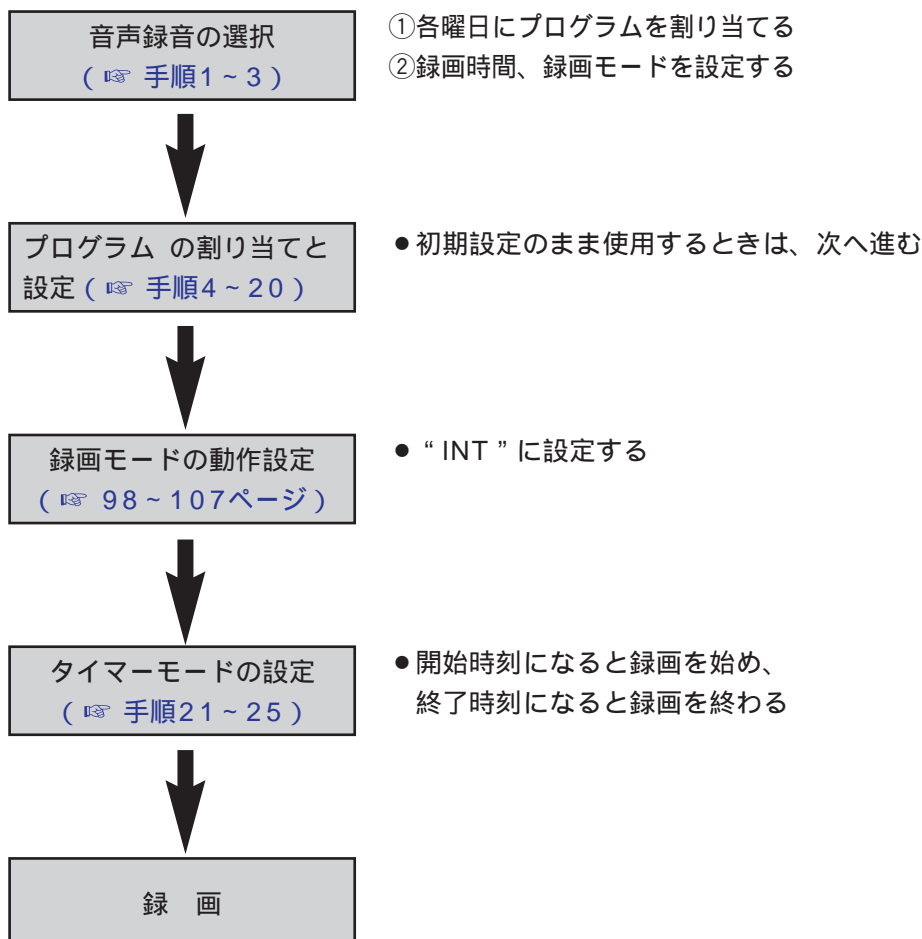 音声録音の選択
（☞ 手順1～3）
①各曜日にプログラムを割り当てる
②録画時間、録画モードを設定する
プログラム の割り当てと
設定（☞ 手順4～20）
●初期設定のまま使用するときは、次へ進む
録画モードの動作設定
（☞ 98～107ページ）
●“INT”に設定する
タイマーモードの設定
（☞ 手順21～25）
●開始時刻になると録画を始め、
終了時刻になると録画を終わる
録　画